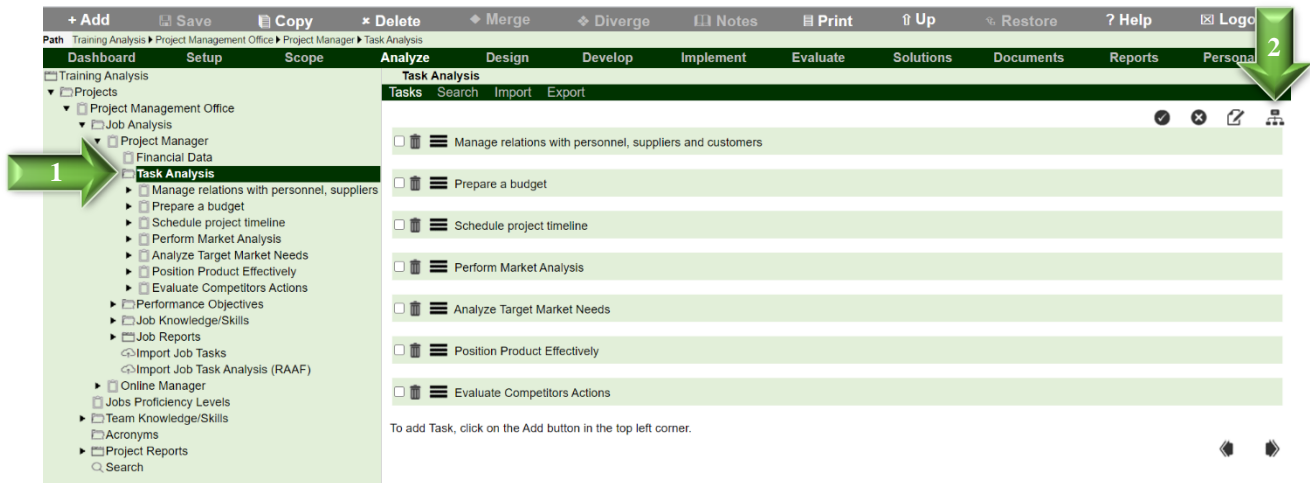 + Add Save Copy × Delete Merge Diverge Notes Print Up Restore ? Help Logo
Path Training Analysis Project Management Office Project Manager Task Analysis
Dashboard Setup Scope Analyze Design Develop Implement Evaluate Solutions Documents Reports Persona
2
Training Analysis
Projects
Project Management Office
Job Analysis
Project Manager
Financial Data
1
Task Analysis
Manage relations with personnel, suppliers
Prepare a budget
Schedule project timeline
Perform Market Analysis
Analyze Target Market Needs
Position Product Effectively
Evaluate Competitors Actions
Performance Objectives
Job Knowledge/Skills
Job Reports
Import Job Tasks
Import Job Task Analysis (RAAF)
Online Manager
Jobs Proficiency Levels
Team Knowledge/Skills
Acronyms
Project Reports
Search
Task Analysis
Tasks Search Import Export
Manage relations with personnel, suppliers and customers
Prepare a budget
Schedule project timeline
Perform Market Analysis
Analyze Target Market Needs
Position Product Effectively
Evaluate Competitors Actions
To add Task, click on the Add button in the top left corner.